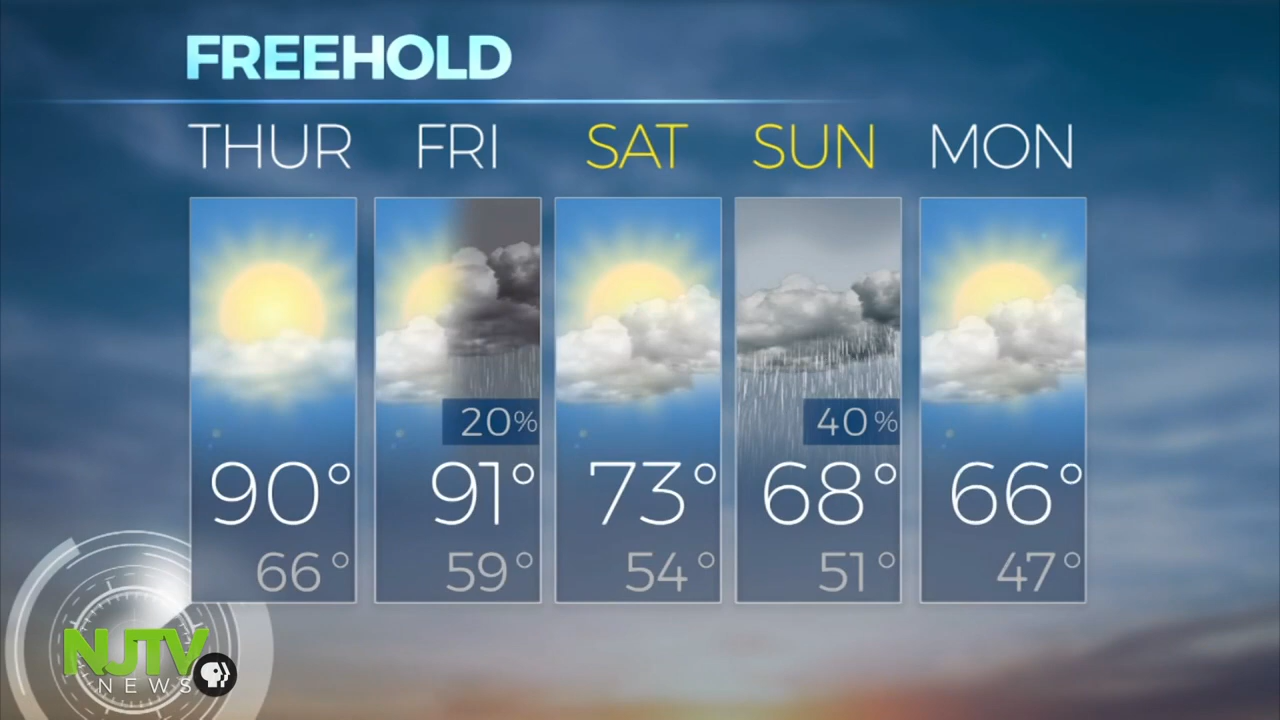 FREEHOLD
THUR FRI SAT SUN MON
20% 40%
90° 91° 73° 68° 66°
66° 59° 54° 51° 47°
NJTV
NEWS